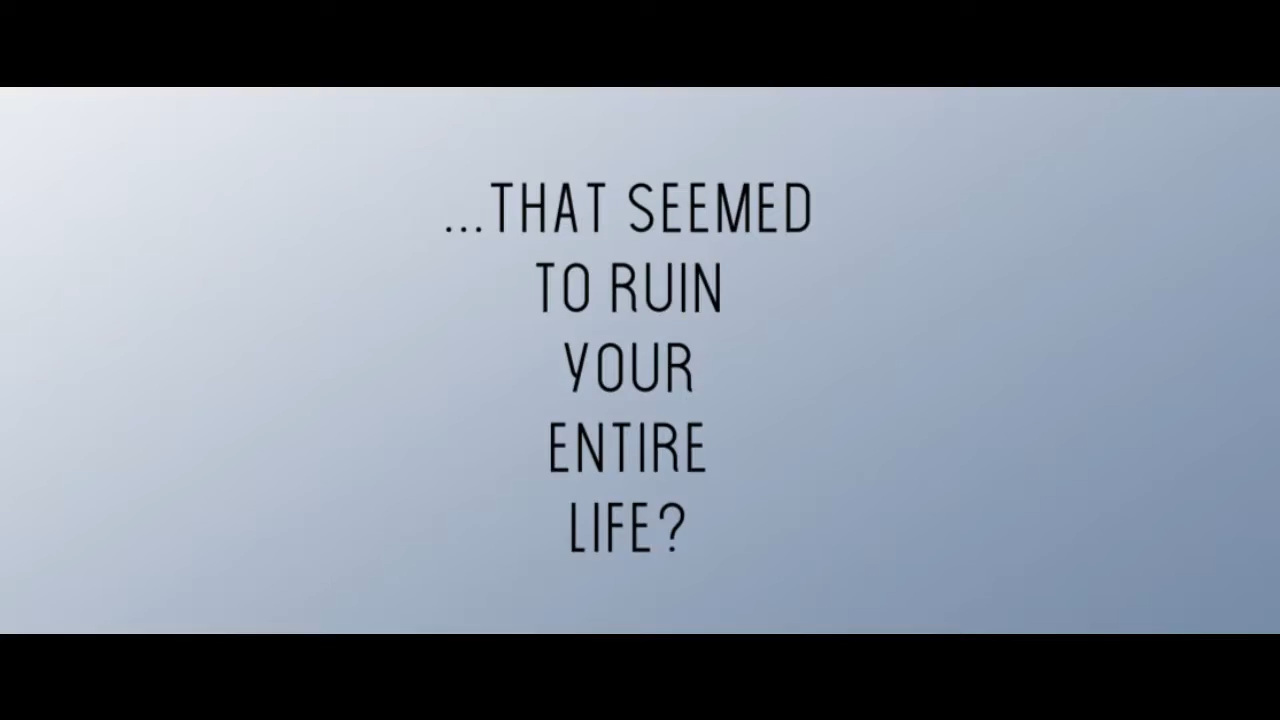 ...THAT SEEMED
TO RUIN
YOUR
ENTIRE
LIFE?